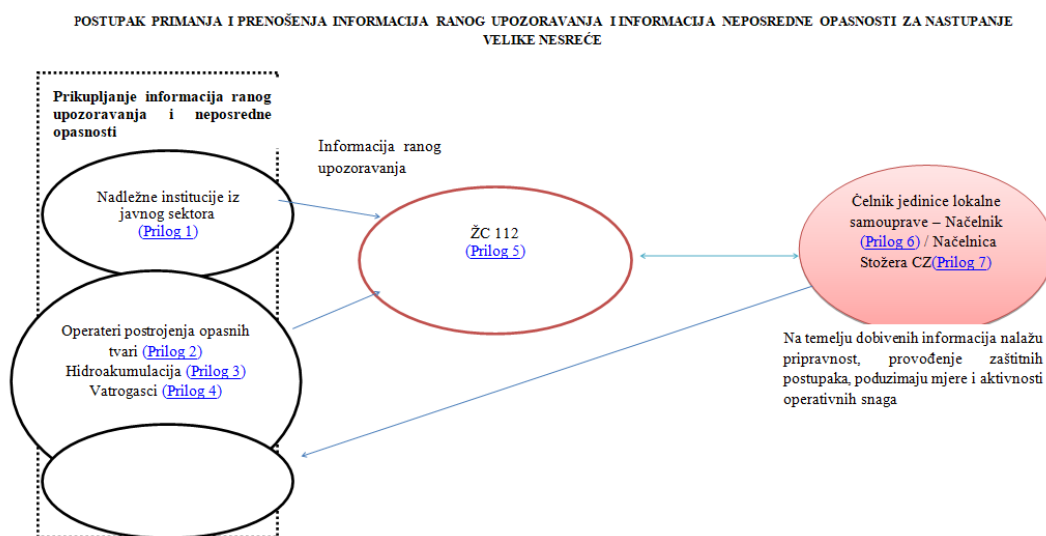 POSTUPAK PRIMANJA I PRENOŠENJA INFORMACIJA RANOG UPOZORAVANJA I INFORMACIJA NEPOSREDNE OPASNOSTI ZA NASTUPANJE
VELIKE NESREĆE
Prikupljanje informacija ranog
upozoravanja i neposredne
opasnosti
Nadležne institucije iz
javnog sektora
(Prilog 1)
Operateri postrojenja opasnih
tvari (Prilog 2)
Hidroakumulacija (Prilog 3)
Vatrogasci (Prilog 4)
Informacija ranog
upozoravanja
ŽC 112
(Prilog 5)
Čelnik jedinice lokalne
samouprave – Načelnik
(Prilog 6) / Načelnica
Stožera CZ(Prilog 7)
Na temelju dobivenih informacija nalažu
pripravnost, provođenje zaštitnih
postupaka, poduzimaju mjere i aktivnosti
operativnih snaga